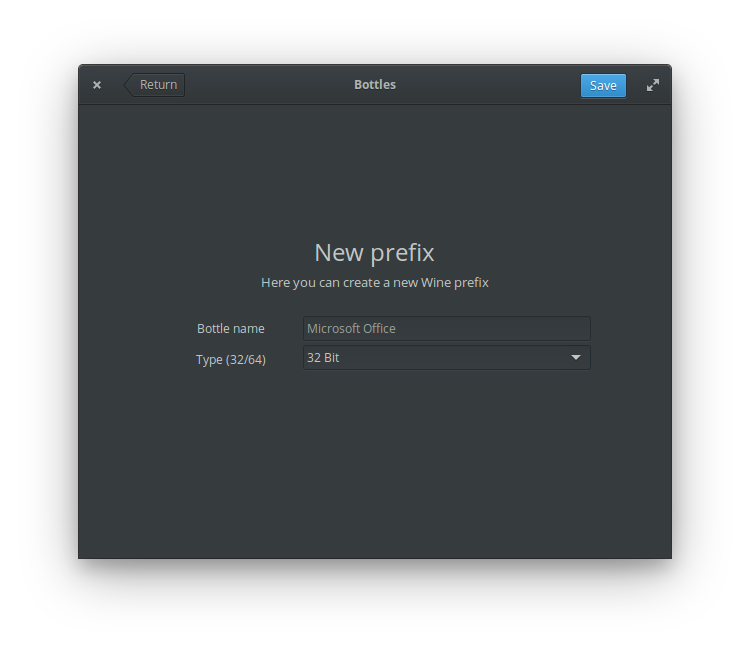 Return
Bottles
Save
New prefix
Here you can create a new Wine prefix
Bottle name
Microsoft Office
Type (32/64)
32 Bit